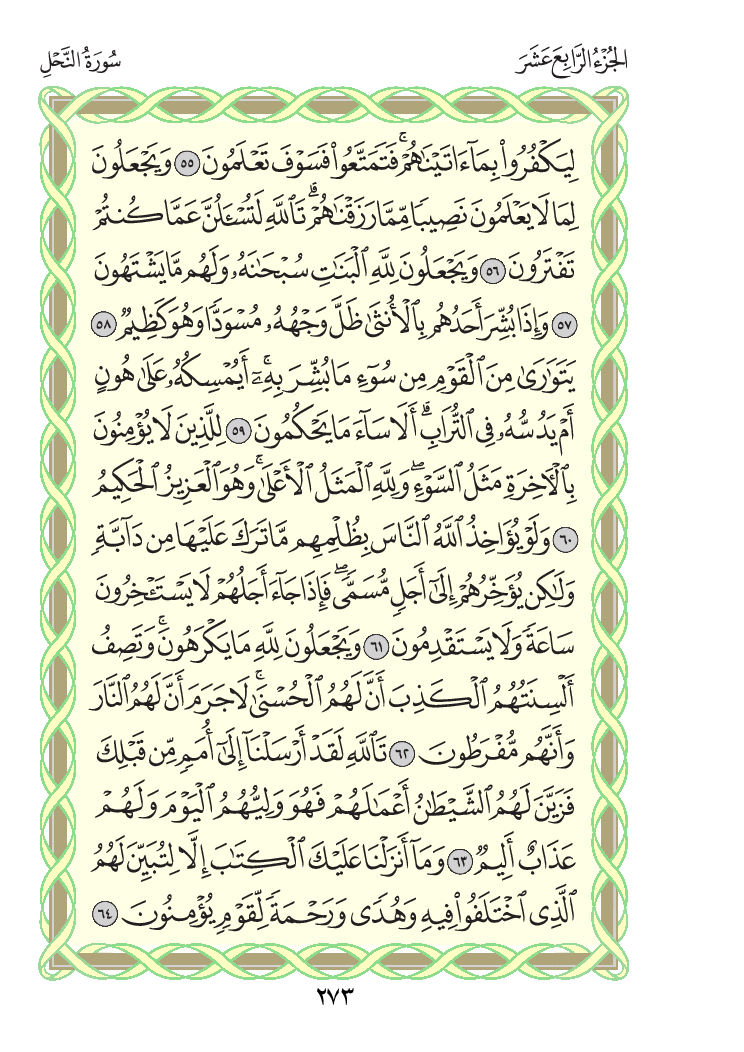 الجُزْءُ الرَّابِعَ عَشَرَ
سُورَةُ النَّحْلِ
لِيَكْفُرُوا۟ بِمَآ ءَاتَيْنَـٰهُمْ ۚ فَتَمَتَّعُوا۟ فَسَوْفَ تَعْلَمُونَ ٥٥ وَيَجْعَلُونَ
لِمَا لَا يَعْلَمُونَ نَصِيبًا مِّمَّا رَزَقْنَـٰهُمْ ۗ تَٱللَّهِ لَتُسْـَٔلُنَّ عَمَّا كُنتُمْ
تَفْتَرُونَ ٥٦ وَيَجْعَلُونَ لِلَّهِ ٱلْبَنَـٰتِ سُبْحَـٰنَهُۥ وَلَهُم مَّا يَشْتَهُونَ
٥٧ وَإِذَا بُشِّرَ أَحَدُهُم بِٱلْأُنثَىٰ ظَلَّ وَجْهُهُۥ مُسْوَدًّا وَهُوَ كَظِيمٌ ٥٨
يَتَوَٰرَىٰ مِنَ ٱلْقَوْمِ مِن سُوٓءِ مَا بُشِّرَ بِهِۦٓ ۚ أَيُمْسِكُهُۥ عَلَىٰ هُونٍ
أَمْ يَدُسُّهُۥ فِى ٱلتُّرَابِ ۗ أَلَا سَآءَ مَا يَحْكُمُونَ ٥٩ لِلَّذِينَ لَا يُؤْمِنُونَ
بِٱلْـَٔاخِرَةِ مَثَلُ ٱلسَّوْءِ ۖ وَلِلَّهِ ٱلْمَثَلُ ٱلْأَعْلَىٰ ۚ وَهُوَ ٱلْعَزِيزُ ٱلْحَكِيمُ
٦٠ وَلَوْ يُؤَاخِذُ ٱللَّهُ ٱلنَّاسَ بِظُلْمِهِم مَّا تَرَكَ عَلَيْهَا مِن دَآبَّةٍ
وَلَـٰكِن يُؤَخِّرُهُمْ إِلَىٰٓ أَجَلٍ مُّسَمًّى ۖ فَإِذَا جَآءَ أَجَلُهُمْ لَا يَسْتَـْٔخِرُونَ
سَاعَةً وَلَا يَسْتَقْدِمُونَ ٦١ وَيَجْعَلُونَ لِلَّهِ مَا يَكْرَهُونَ ۚ وَتَصِفُ
أَلْسِنَتُهُمُ ٱلْكَذِبَ أَنَّ لَهُمُ ٱلْحُسْنَىٰ ۚ لَا جَرَمَ أَنَّ لَهُمُ ٱلنَّارَ
وَأَنَّهُم مُّفْرَطُونَ ٦٢ تَٱللَّهِ لَقَدْ أَرْسَلْنَآ إِلَىٰٓ أُمَمٍ مِّن قَبْلِكَ
فَزَيَّنَ لَهُمُ ٱلشَّيْطَـٰنُ أَعْمَـٰلَهُمْ فَهُوَ وَلِيُّهُمُ ٱلْيَوْمَ وَلَهُمْ
عَذَابٌ أَلِيمٌ ٦٣ وَمَآ أَنزَلْنَا عَلَيْكَ ٱلْكِتَـٰبَ إِلَّا لِتُبَيِّنَ لَهُمُ
ٱلَّذِى ٱخْتَلَفُوا۟ فِيهِ وَهُدًى وَرَحْمَةً لِّقَوْمٍ يُؤْمِنُونَ ٦٤
٢٧٣